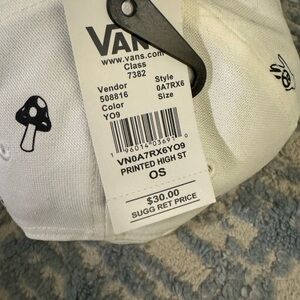 VANS
www.vans.com
Class
7382
Vendor Style
508816 0A7RX6
Color Size
YO9
VN0A7RX6YO9
PRINTED HIGH ST
OS
$30.00
SUGG RET PRICE